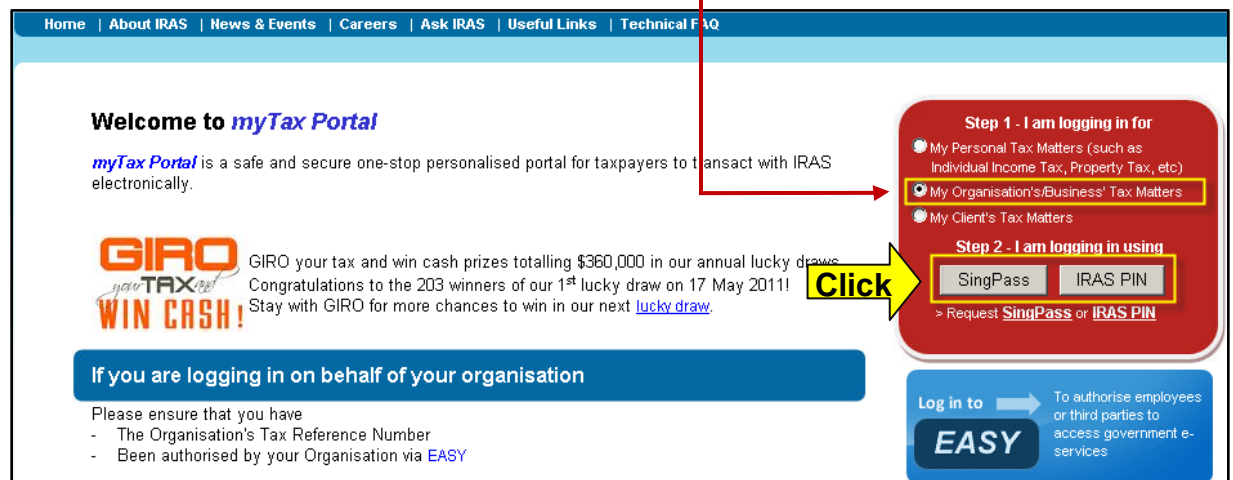 Home | About IRAS | News & Events | Careers | Ask IRAS | Useful Links | Technical FAQ
Welcome to myTax Portal
myTax Portal is a safe and secure one-stop personalised portal for taxpayers to transact with IRAS
electronically.
GIRO
your TAX and
WIN CASH!
GIRO your tax and win cash prizes totalling $360,000 in our annual lucky draws.
Congratulations to the 203 winners of our 1st lucky draw on 17 May 2011!
Stay with GIRO for more chances to win in our next lucky draw.
If you are logging in on behalf of your organisation
Please ensure that you have
- The Organisation's Tax Reference Number
- Been authorised by your Organisation via EASY
Step 1 - I am logging in for
My Personal Tax Matters (such as
Individual Income Tax, Property Tax, etc)
My Organisation's/Business' Tax Matters
My Client's Tax Matters
Step 2 - I am logging in using
Click
SingPass IRAS PIN
> Request SingPass or IRAS PIN
Log in to
EASY
To authorise employees
or third parties to
access government e-
services